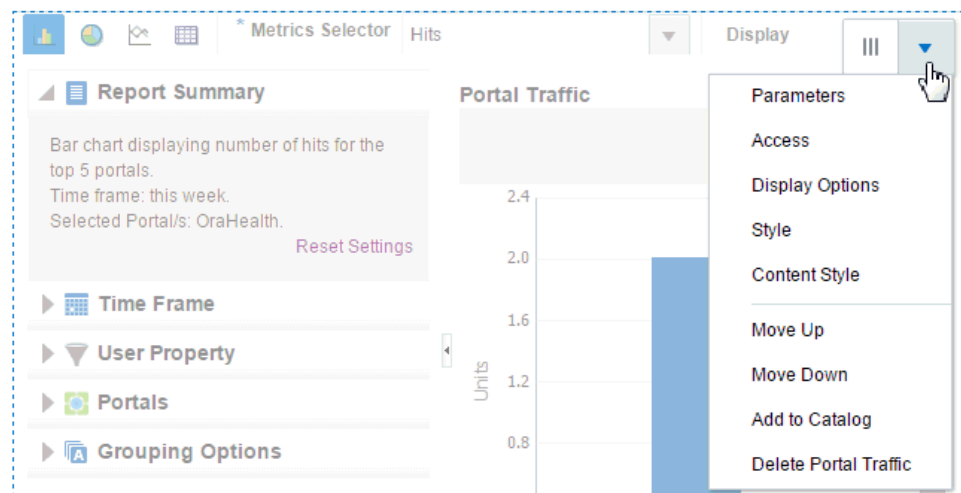 * Metrics Selector
Hits
Display
Report Summary
Bar chart displaying number of hits for the
top 5 portals.
Time frame: this week.
Selected Portal/s: OraHealth.
Reset Settings
Time Frame
User Property
Portals
A
Grouping Options
Portal Traffic
2.4
2.0
1.6
1.2
0.8
Units
Parameters
Access
Display Options
Style
Content Style
Move Up
Move Down
Add to Catalog
Delete Portal Traffic